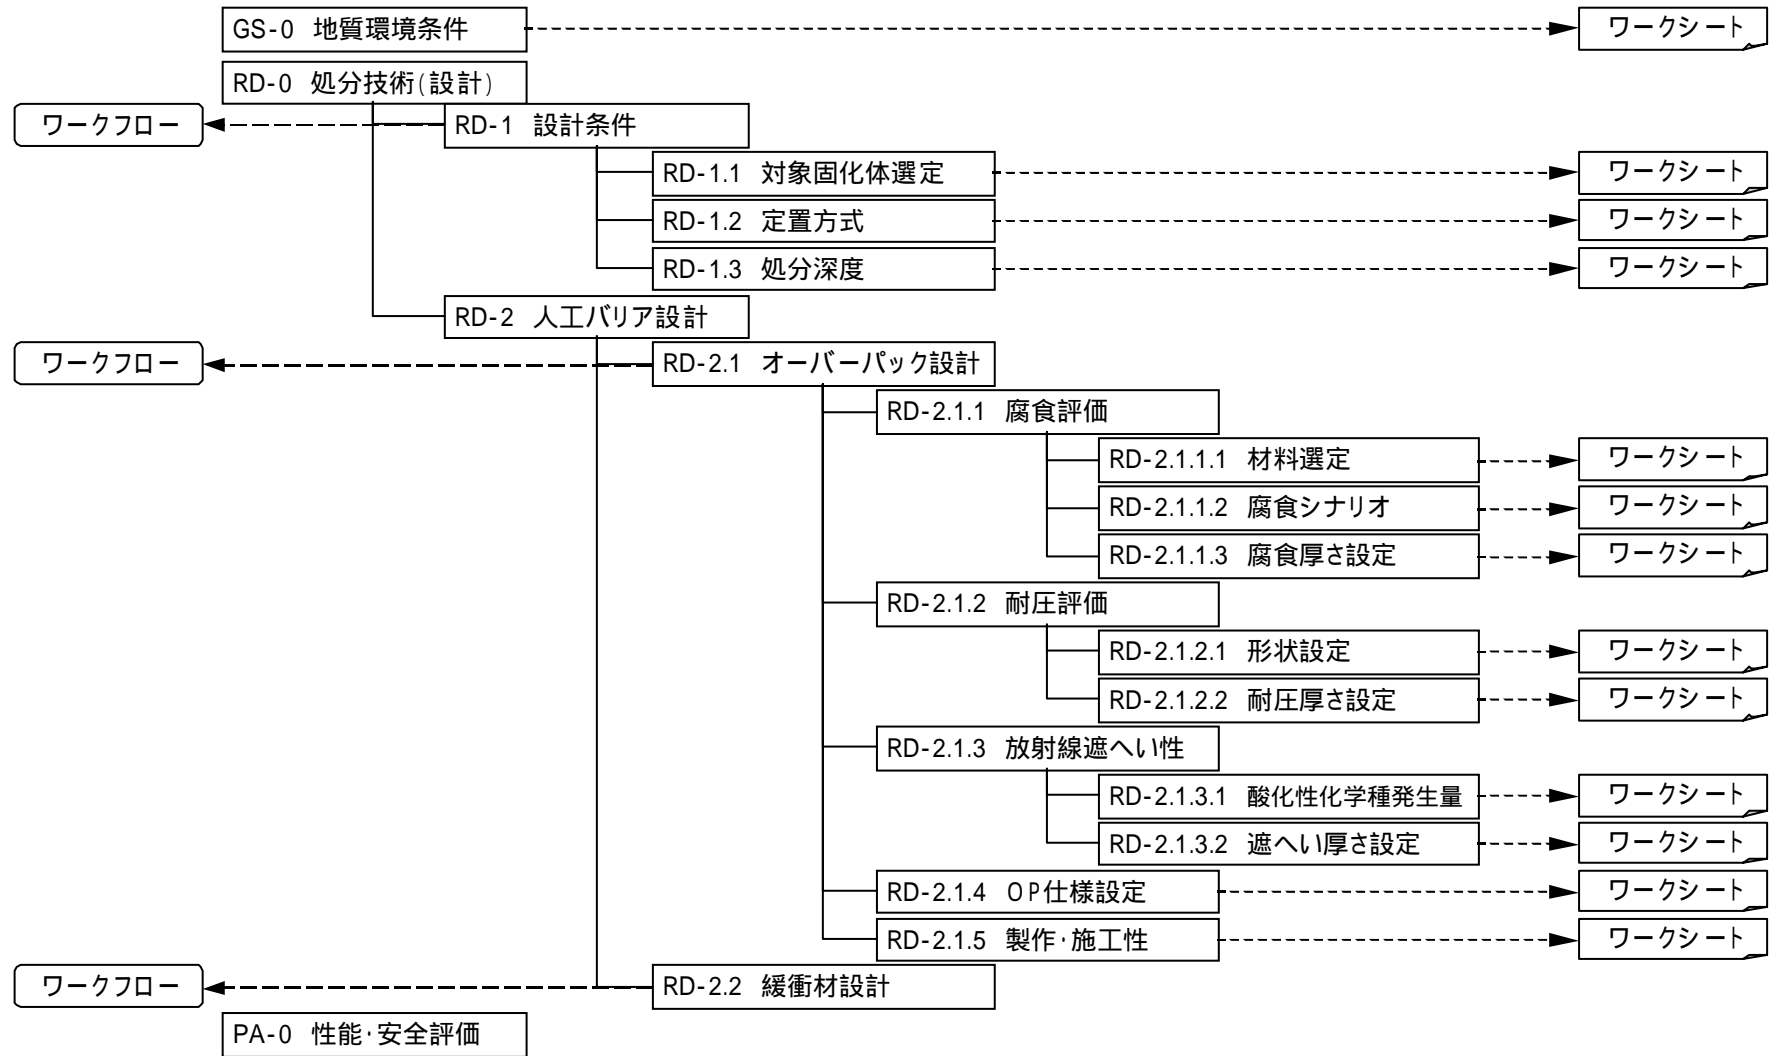 GS-0 地質環境条件 ワークシート
RD-0 処分技術(設計)
ワークフロー RD-1 設計条件
RD-1.1 対象固化体選定 ワークシート
RD-1.2 定置方式 ワークシート
RD-1.3 処分深度 ワークシート
RD-2 人工バリア設計
ワークフロー RD-2.1 オーバーパック設計
RD-2.1.1 腐食評価
RD-2.1.1.1 材料選定 ワークシート
RD-2.1.1.2 腐食シナリオ ワークシート
RD-2.1.1.3 腐食厚さ設定 ワークシート
RD-2.1.2 耐圧評価
RD-2.1.2.1 形状設定 ワークシート
RD-2.1.2.2 耐圧厚さ設定 ワークシート
RD-2.1.3 放射線遮へい性
RD-2.1.3.1 酸化性化学種発生量 ワークシート
RD-2.1.3.2 遮へい厚さ設定 ワークシート
RD-2.1.4 OP仕様設定 ワークシート
RD-2.1.5 製作・施工性 ワークシート
ワークフロー RD-2.2 緩衝材設計
PA-0 性能・安全評価